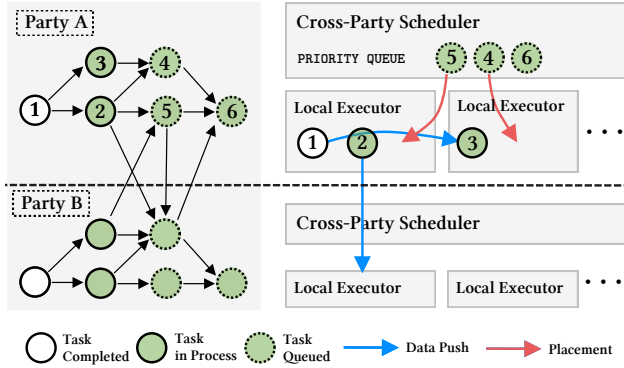 Party A
3
4
1
2
5
6
Party B
Cross-Party Scheduler
PRIORITY QUEUE
5
4
6
Local Executor
Local Executor
1
2
3
...
Cross-Party Scheduler
Local Executor
Local Executor
...
Task
Completed
Task
in Process
Task
Queued
Data Push
Placement